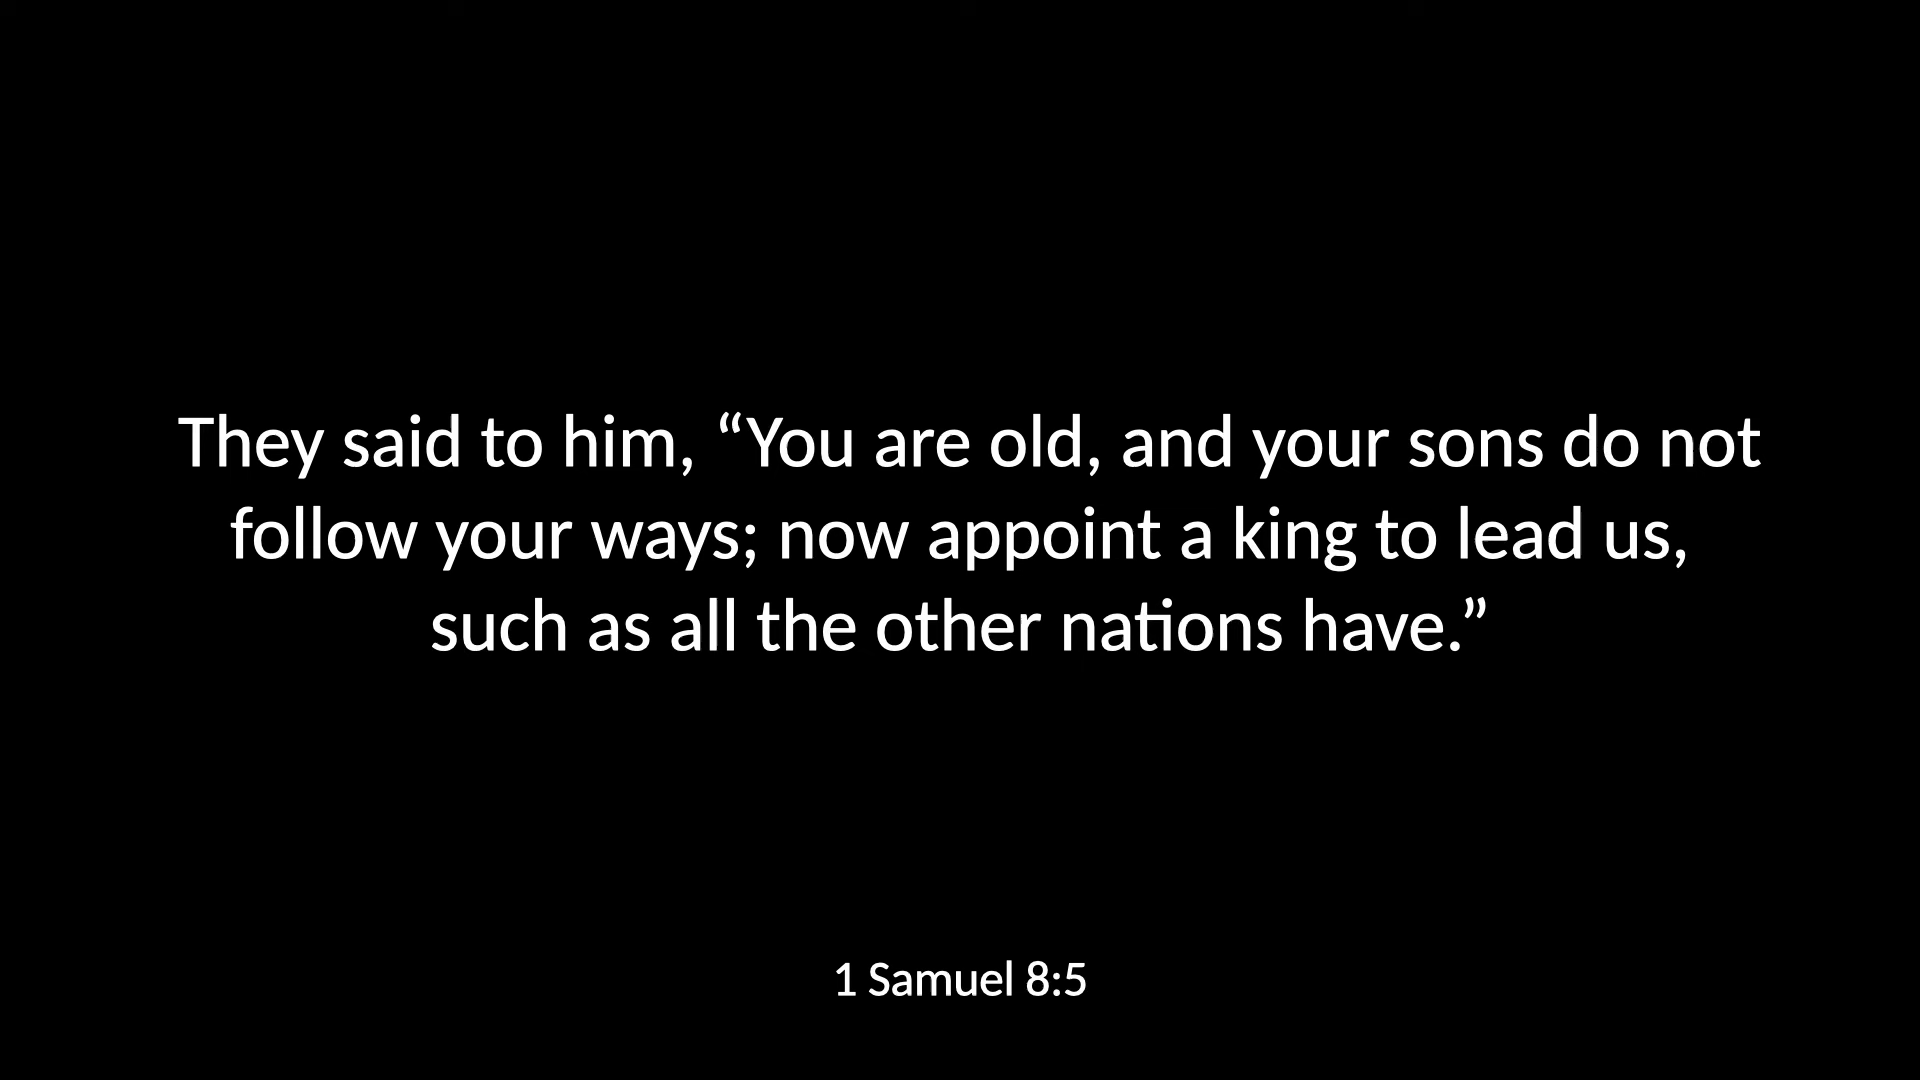 They said to him, “You are old, and your sons do not
follow your ways; now appoint a king to lead us,
such as all the other nations have.”
1 Samuel 8:5